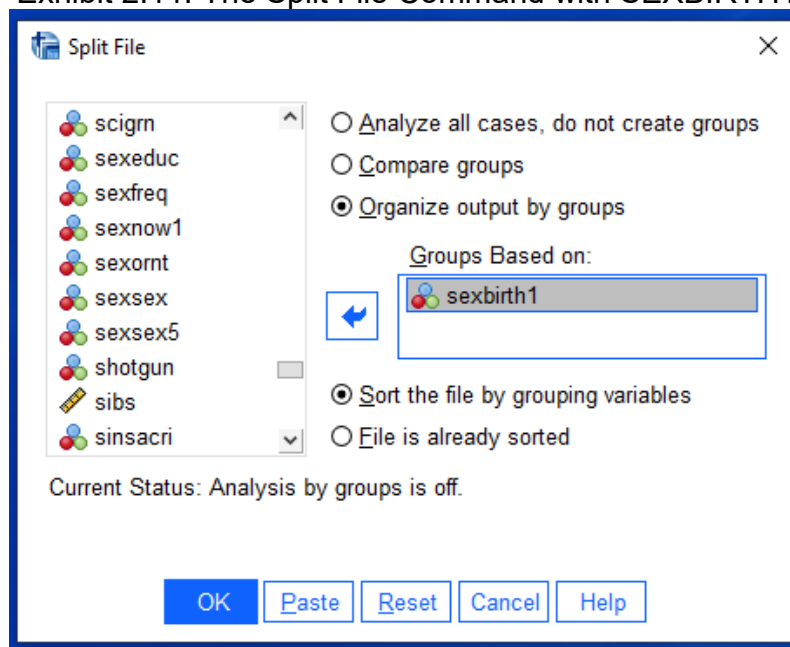 Split File
scigrn
sexeduc
sexfreq
sexnow1
sexornt
sexsex
sexsex5
shotgun
sibs
sinsacri
Analyze all cases, do not create groups
Compare groups
Organize output by groups
Groups Based on:
sexbirth1
Sort the file by grouping variables
File is already sorted
Current Status: Analysis by groups is off.
OK Paste Reset Cancel Help